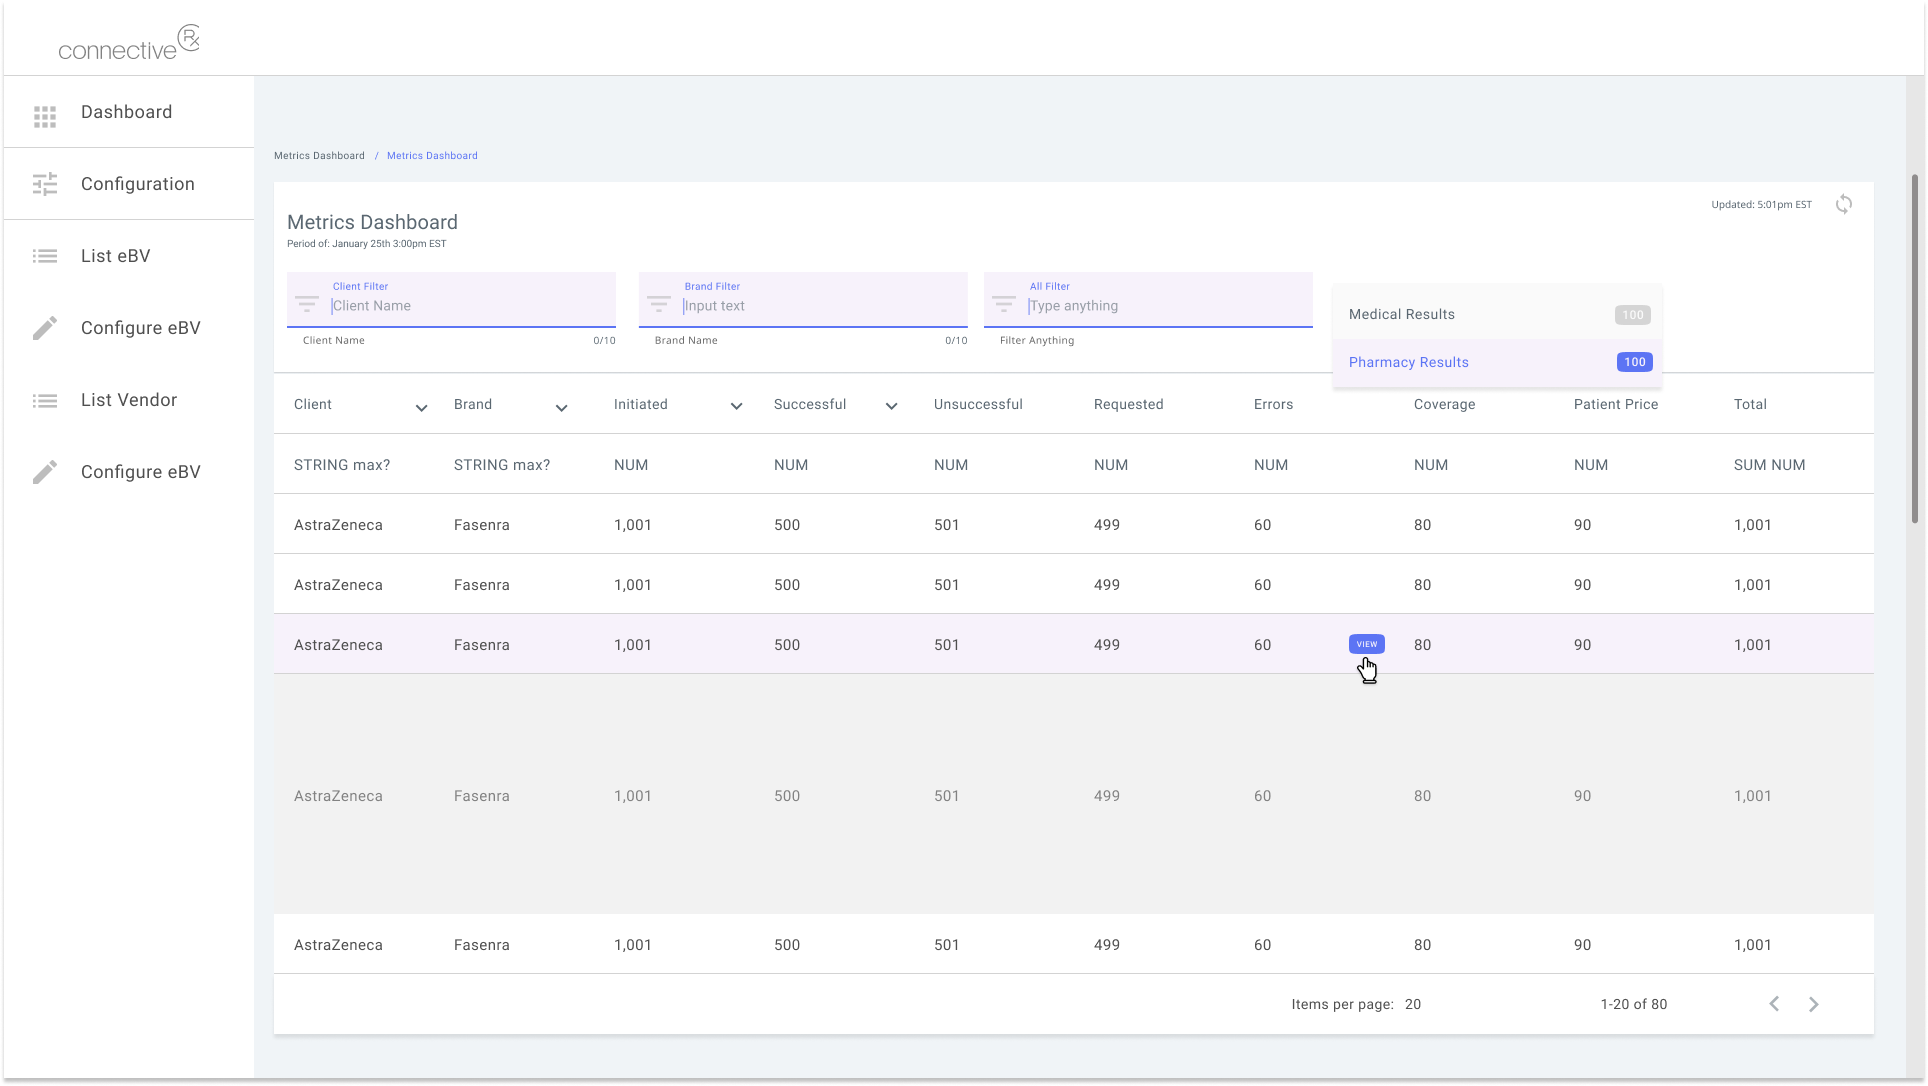 connective Rx
Dashboard
Configuration
List eBV
Configure eBV
List Vendor
Configure eBV
Metrics Dashboard / Metrics Dashboard
Metrics Dashboard
Period of: January 25th 3:00pm EST
Updated: 5:01pm EST
Client Filter
Client Name
Client Name 0/10
Brand Filter
Input text
Brand Name 0/10
All Filter
Type anything
Filter Anything
Medical Results 100
Pharmacy Results 100
Client Brand Initiated Successful Unsuccessful Requested Errors Coverage Patient Price Total
STRING max? STRING max? NUM NUM NUM NUM NUM NUM NUM SUM NUM
AstraZeneca Fasenra 1,001 500 501 499 60 80 90 1,001
AstraZeneca Fasenra 1,001 500 501 499 60 80 90 1,001
AstraZeneca Fasenra 1,001 500 501 499 60 VIEW 80 90 1,001
AstraZeneca Fasenra 1,001 500 501 499 60 80 90 1,001
AstraZeneca Fasenra 1,001 500 501 499 60 80 90 1,001
Items per page: 20 1-20 of 80